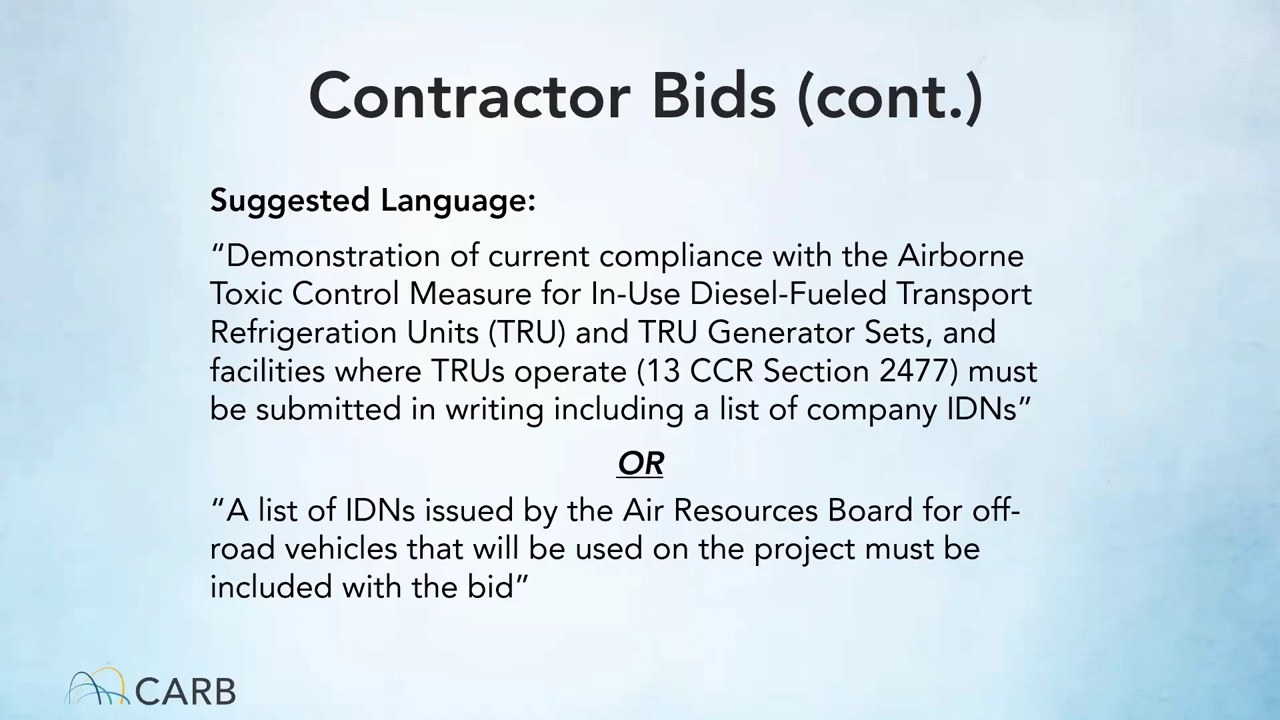 Contractor Bids (cont.)
Suggested Language:
“Demonstration of current compliance with the Airborne
Toxic Control Measure for In-Use Diesel-Fueled Transport
Refrigeration Units (TRU) and TRU Generator Sets, and
facilities where TRUs operate (13 CCR Section 2477) must
be submitted in writing including a list of company IDNs”
OR
“A list of IDNs issued by the Air Resources Board for off-
road vehicles that will be used on the project must be
included with the bid”
CARB